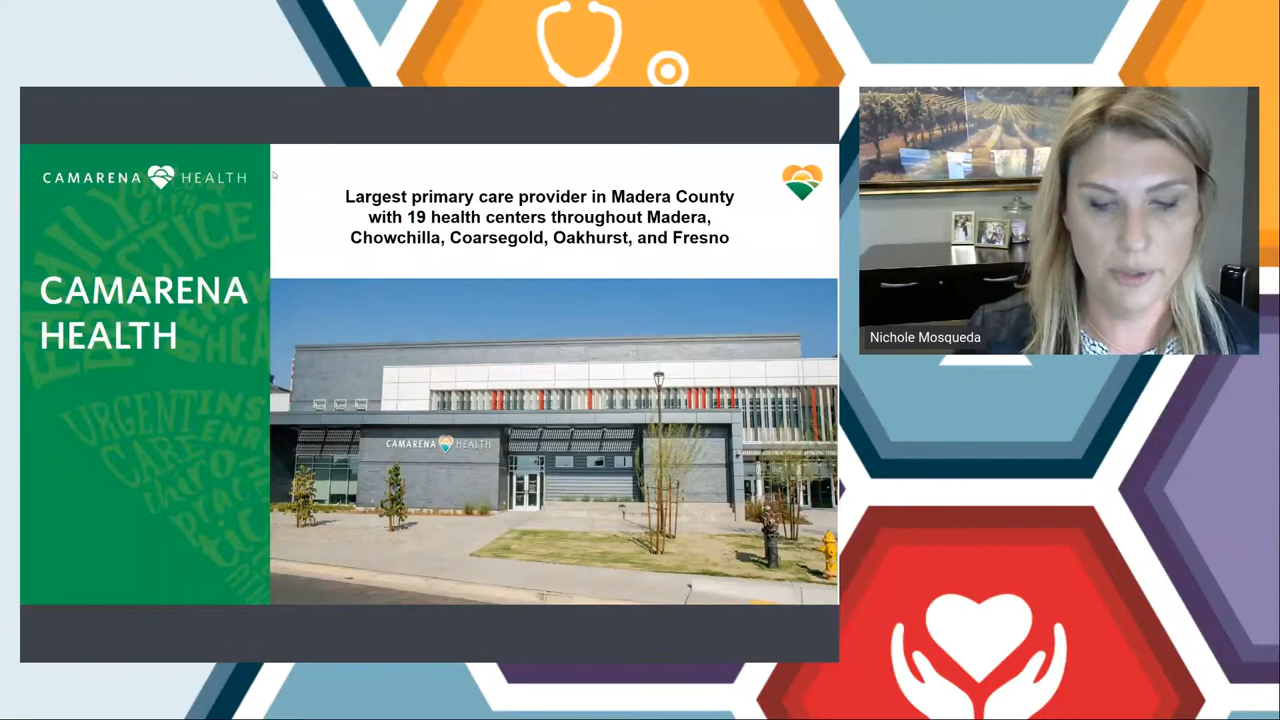 CAMARENA HEALTH
CAMARENA
HEALTH
Largest primary care provider in Madera County
with 19 health centers throughout Madera,
Chowchilla, Coarsegold, Oakhurst, and Fresno
CAMARENA HEALTH
Nichole Mosqueda